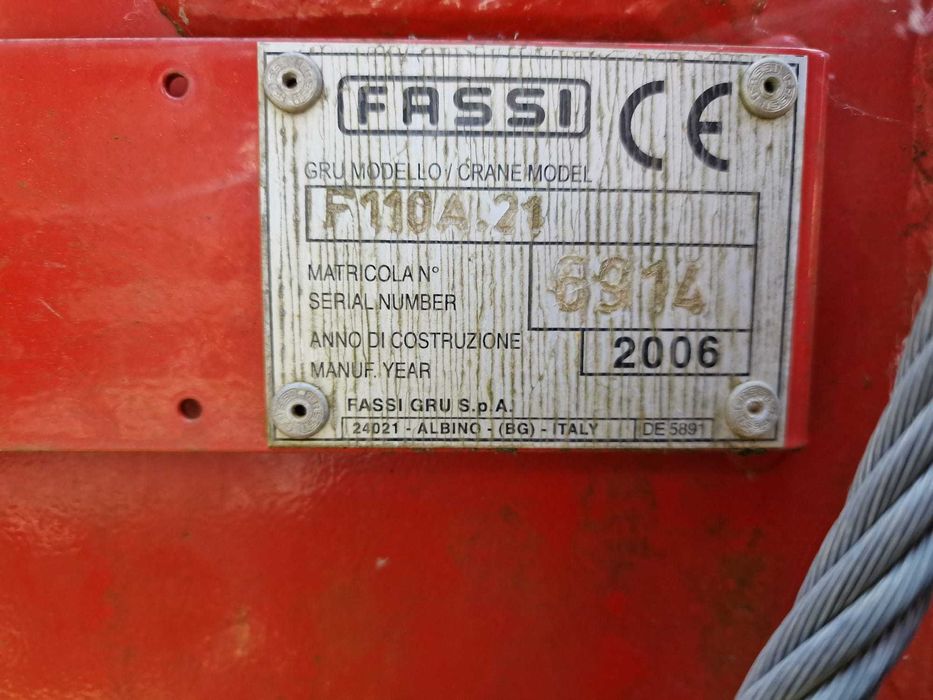 FASSI CE
GRU MODELLO / CRANE MODEL
F110A.21
MATRICOLA N°
SERIAL NUMBER
6914
ANNO DI COSTRUZIONE
MANUF. YEAR
2006
FASSI GRU S.p.A.
24021 - ALBINO - (BG) - ITALY DE 5891